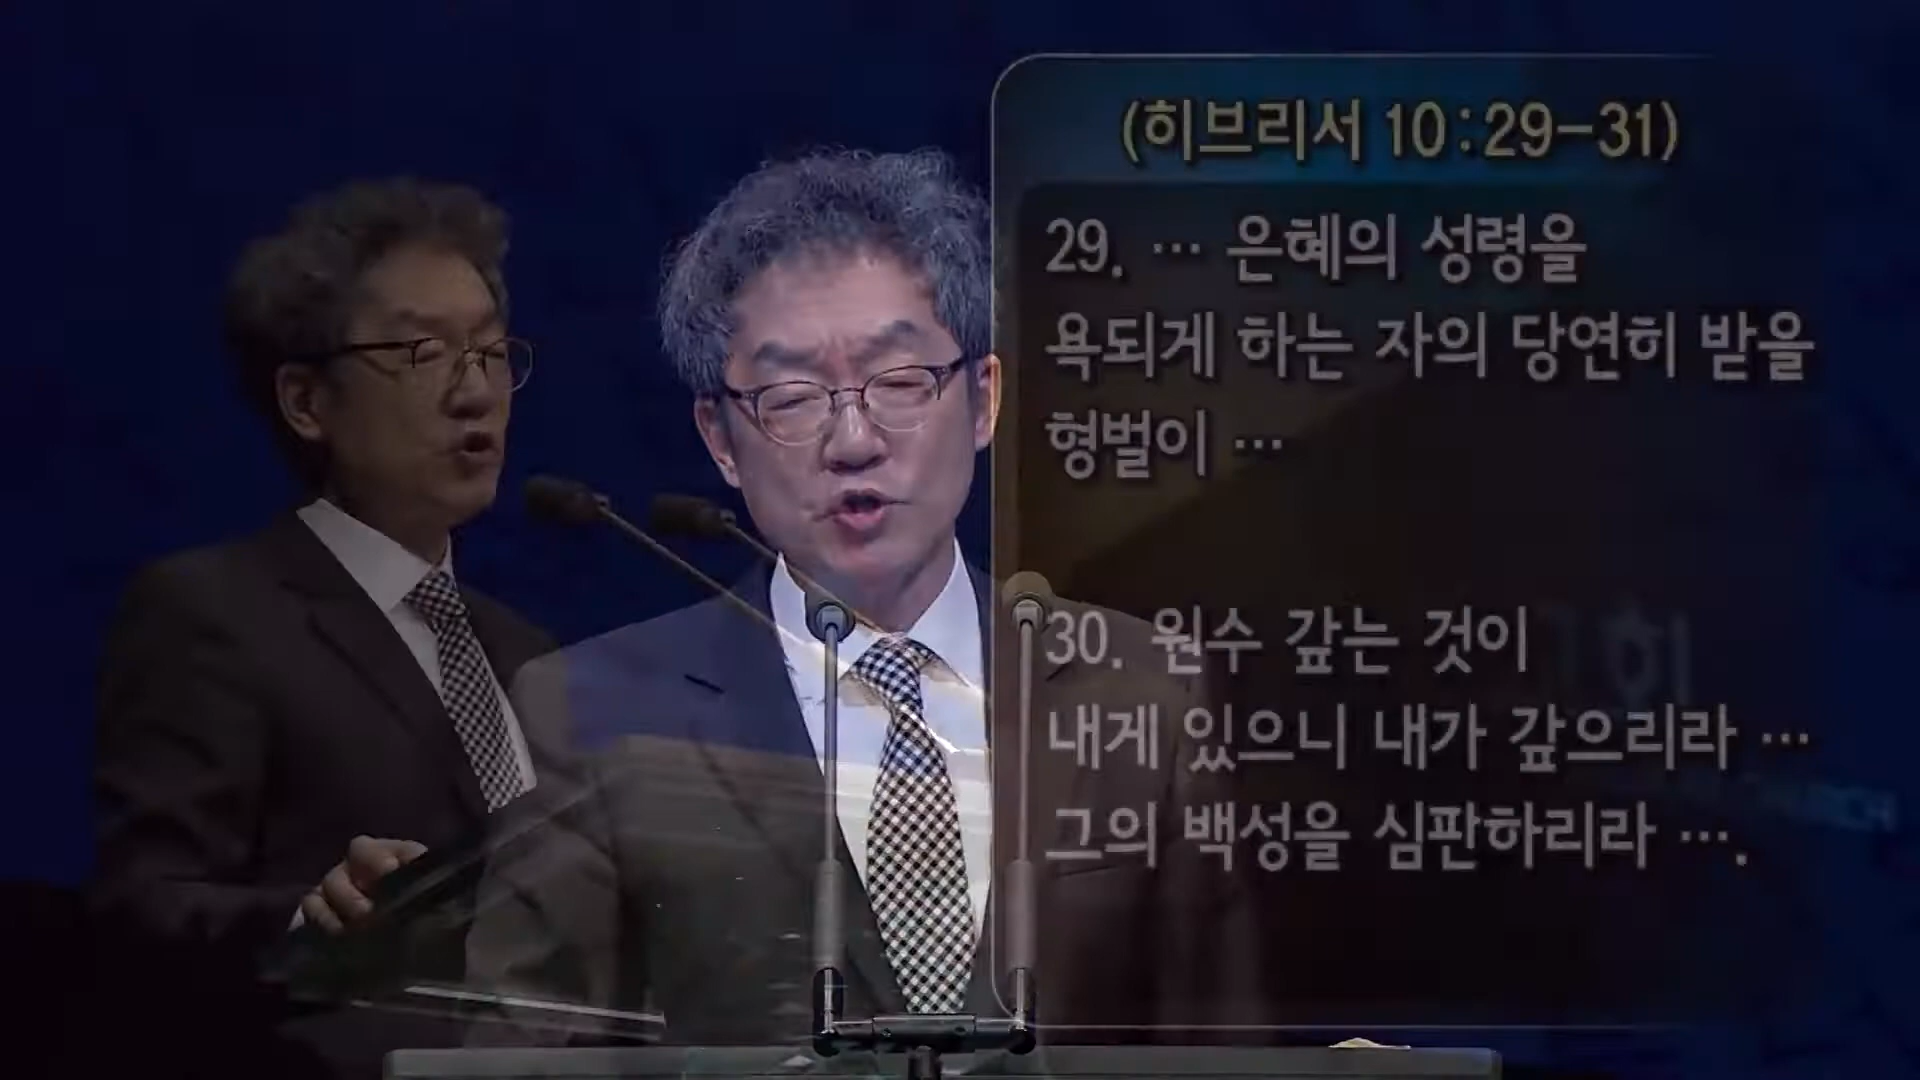 (히브리서 10:29-31)
29. … 은혜의 성령을
욕되게 하는 자의 당연히 받을
형벌이 …
30. 원수 갚는 것이
내게 있으니 내가 갚으리라 …
그의 백성을 심판하리라 ….